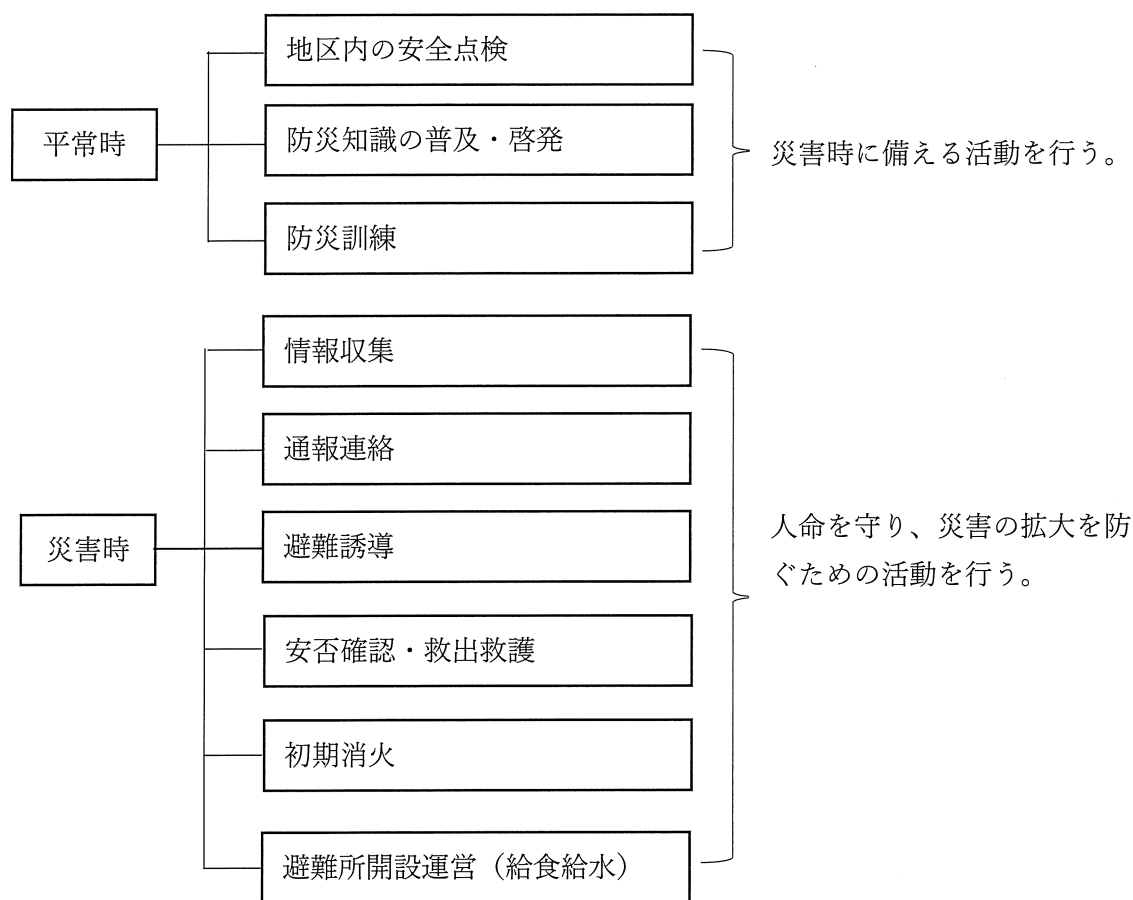 平常時
地区内の安全点検
防災知識の普及・啓発
防災訓練
災害時に備える活動を行う。
災害時
情報収集
通報連絡
避難誘導
安否確認・救出救護
初期消火
避難所開設運営（給食給水）
人命を守り、災害の拡大を防
ぐための活動を行う。